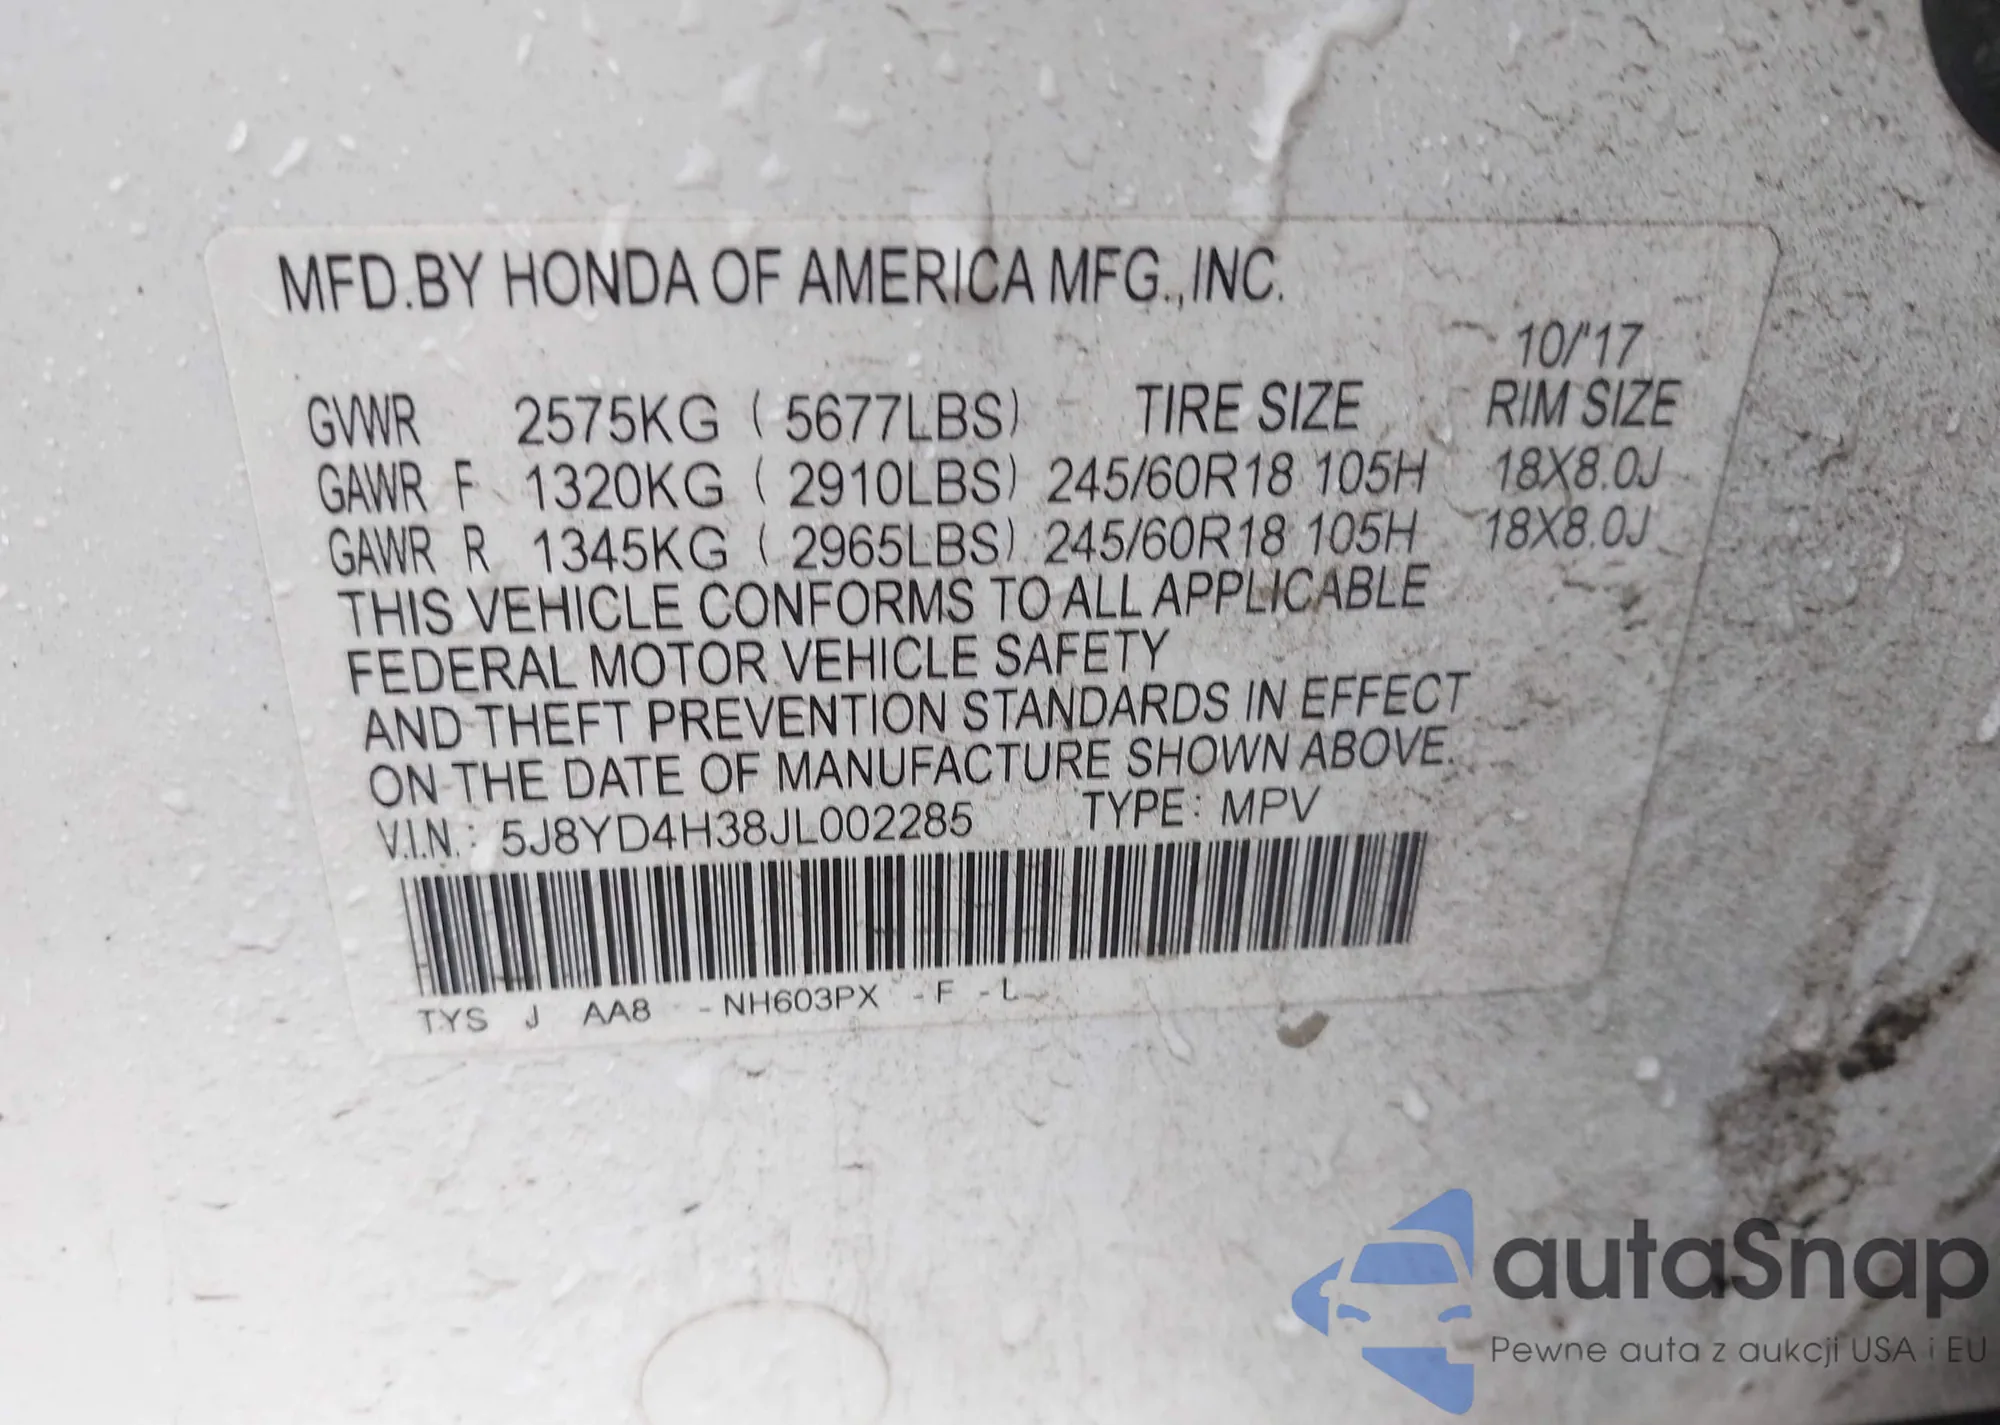 MFD.BY HONDA OF AMERICA MFG.,INC.
10/'17
GVWR 2575KG ( 5677LBS) TIRE SIZE RIM SIZE
GAWR F 1320KG ( 2910LBS) 245/60R18 105H 18X8.0J
GAWR R 1345KG ( 2965LBS) 245/60R18 105H 18X8.0J
THIS VEHICLE CONFORMS TO ALL APPLICABLE
FEDERAL MOTOR VEHICLE SAFETY
AND THEFT PREVENTION STANDARDS IN EFFECT
ON THE DATE OF MANUFACTURE SHOWN ABOVE.
V.I.N.: 5J8YD4H38JL002285 TYPE: MPV
TYS J AA8 -NH603PX -F -L
autaSnap
Pewne auta z aukcji USA i EU